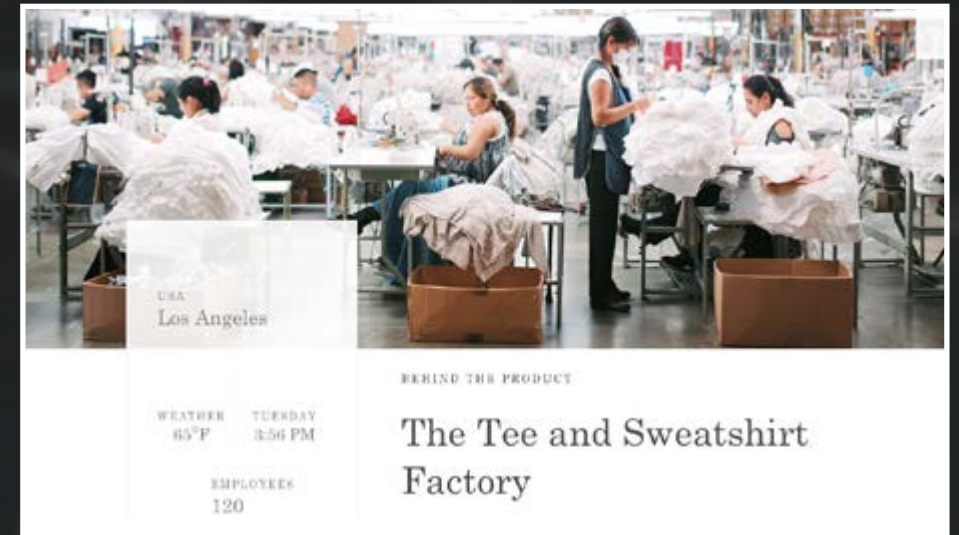 USA
Los Angeles
WEATHER TUESDAY
65°F 3:56 PM
EMPLOYEES
120
BEHIND THE PRODUCT
The Tee and Sweatshirt
Factory